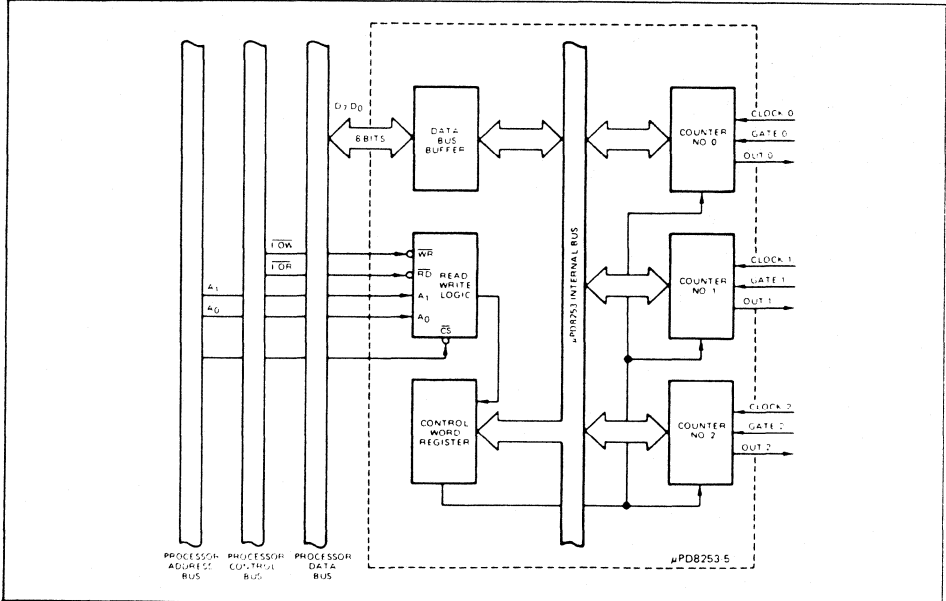 D7 D0
8 BITS
DATA
BUS
BUFFER
COUNTER
NO 0
CLOCK 0
GATE 0
OUT 0
I OW
I OR
A1
A0
WR
RD
A1
A0
CS
READ
WRITE
LOGIC
µPD8253 INTERNAL BUS
COUNTER
NO 1
CLOCK 1
GATE 1
OUT 1
CONTROL
WORD
REGISTER
COUNTER
NO 2
CLOCK 2
GATE 2
OUT 2
PROCESSOR
ADDRESS
BUS
PROCESSOR
CONTROL
BUS
PROCESSOR
DATA
BUS
µPD8253 5